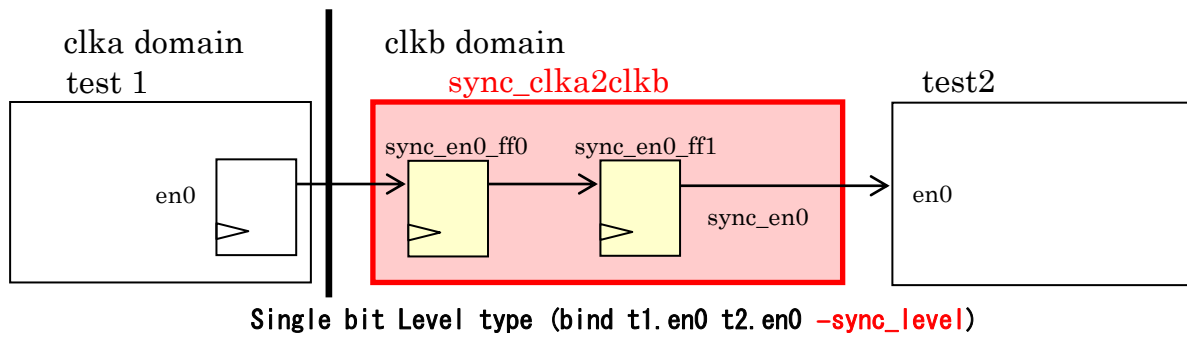 clka domain
clkb domain
test 1
sync_clka2clkb
test2
sync_en0_ff0
sync_en0_ff1
en0
sync_en0
en0
Single bit Level type (bind t1.en0 t2.en0 -sync_level)